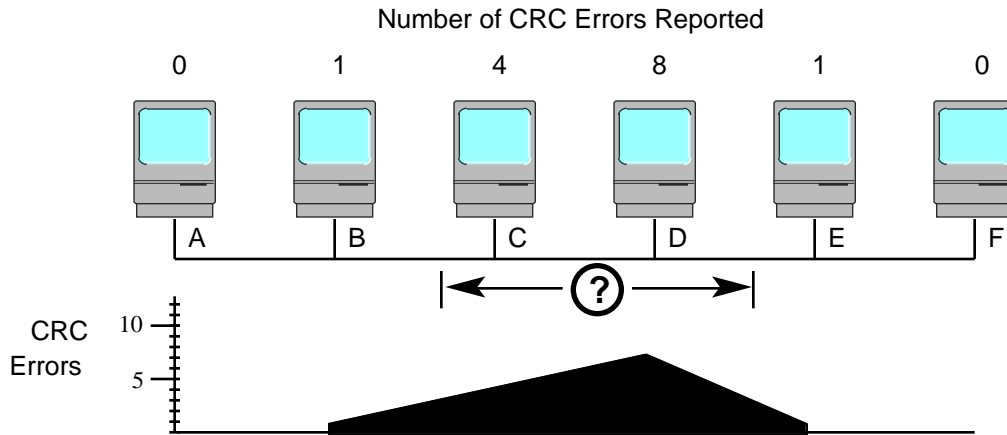 Number of CRC Errors Reported
0 1 4 8 1 0
A B C D E F
?
CRC
Errors
10
5